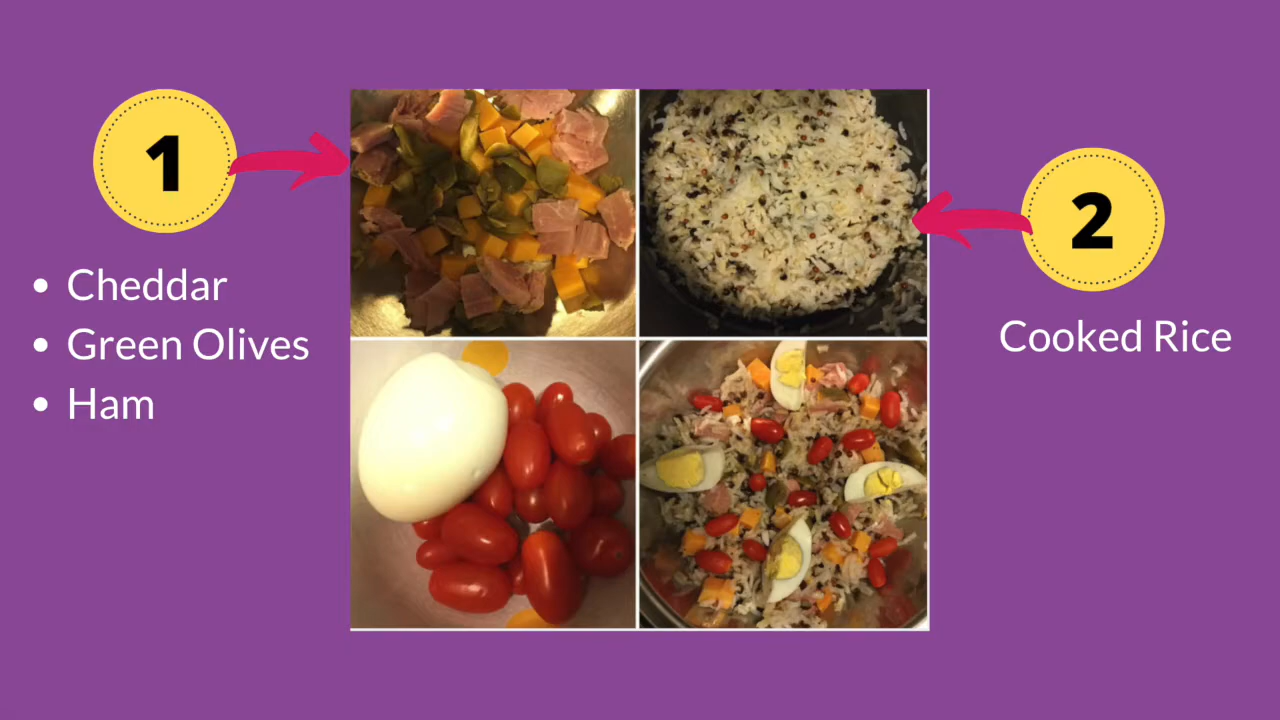 1
• Cheddar
• Green Olives
• Ham
2
Cooked Rice